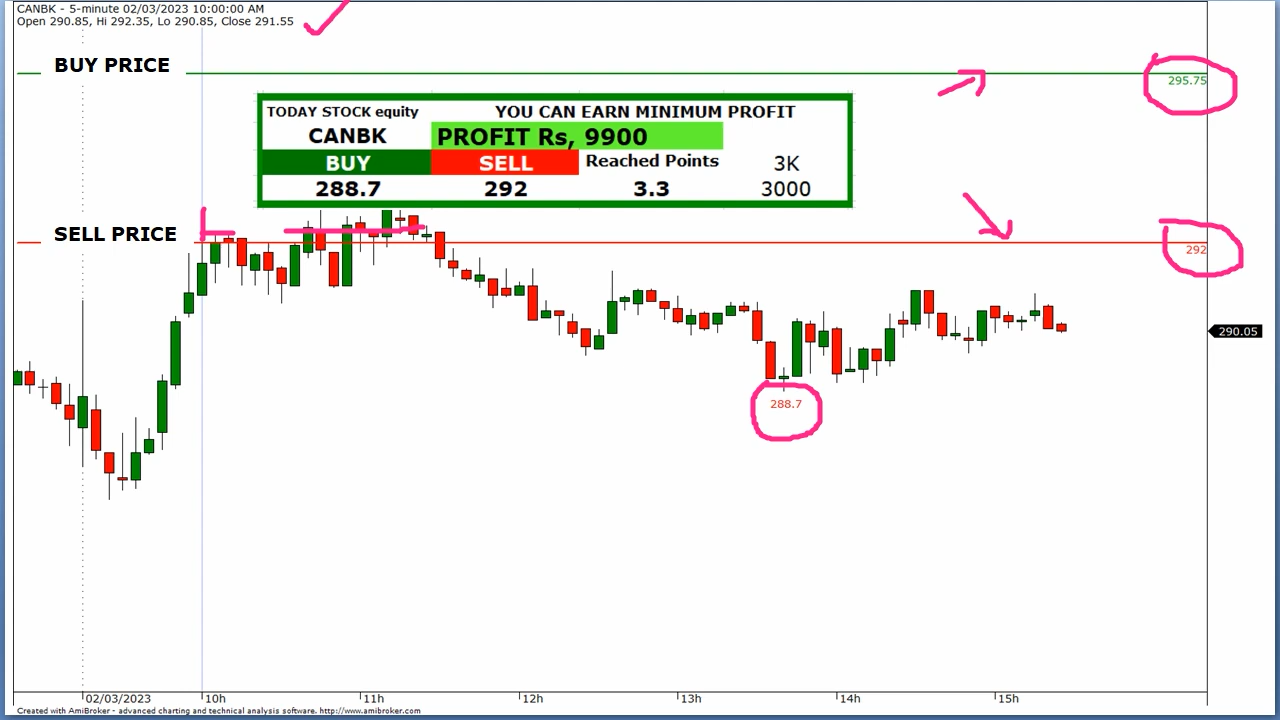 CANBK - 5-minute 02/03/2023 10:00:00 AM
Open 290.85, Hi 292.35, Lo 290.85, Close 291.55
BUY PRICE
295.75
TODAY STOCK equity YOU CAN EARN MINIMUM PROFIT
CANBK PROFIT Rs, 9900
BUY SELL Reached Points 3K
288.7 292 3.3 3000
SELL PRICE
292
290.05
288.7
02/03/2023 10h 11h 12h 13h 14h 15h
Created with AmiBroker - advanced charting and technical analysis software. http://www.amibroker.com